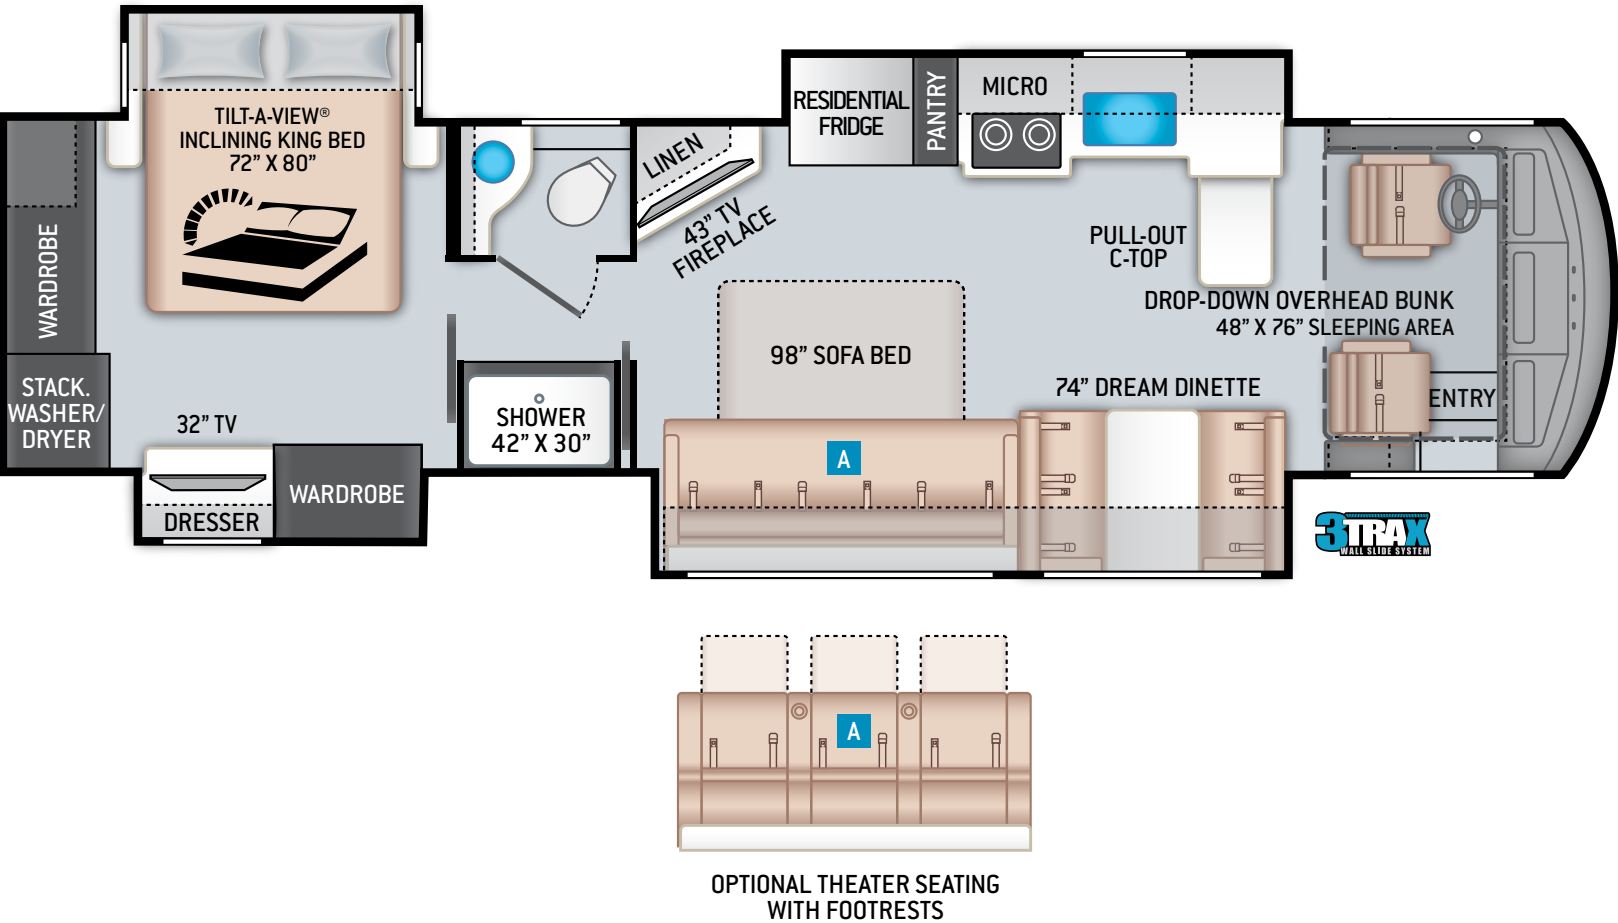 TILT-A-VIEW®
INCLINING KING BED
72” X 80”
WARDROBE
STACK.
WASHER/
DRYER
32” TV
DRESSER
WARDROBE
SHOWER
42” X 30”
LINEN
43” TV
FIREPLACE
RESIDENTIAL
FRIDGE
PANTRY
MICRO
PULL-OUT
C-TOP
DROP-DOWN OVERHEAD BUNK
48” X 76” SLEEPING AREA
98” SOFA BED
74” DREAM DINETTE
ENTRY
A
3TRAX
WALL SLIDE SYSTEM
A
OPTIONAL THEATER SEATING
WITH FOOTRESTS